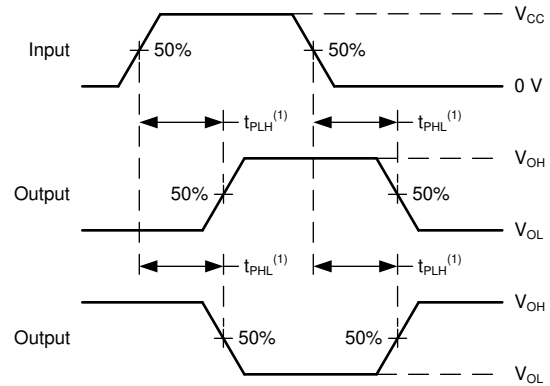 V_CC
Input 50% 50%
0 V
t_PLH^(1) t_PHL^(1)
V_OH
Output 50% 50%
V_OL
t_PHL^(1) t_PLH^(1)
V_OH
Output 50% 50%
V_OL